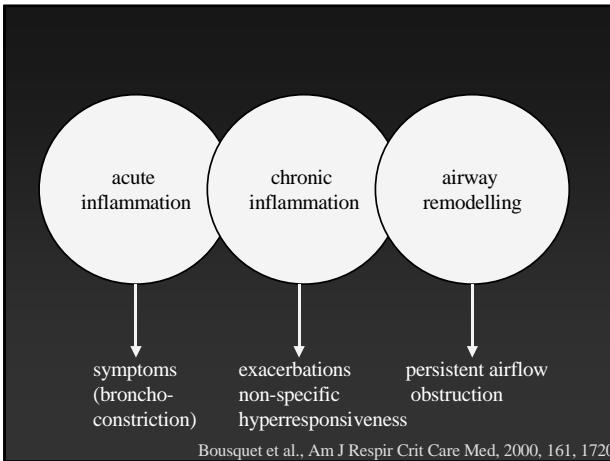 acute
inflammation
chronic
inflammation
airway
remodelling
symptoms
(broncho-
constriction)
exacerbations
non-specific
hyperresponsiveness
persistent airflow
obstruction
Bousquet et al., Am J Respir Crit Care Med, 2000, 161, 1720